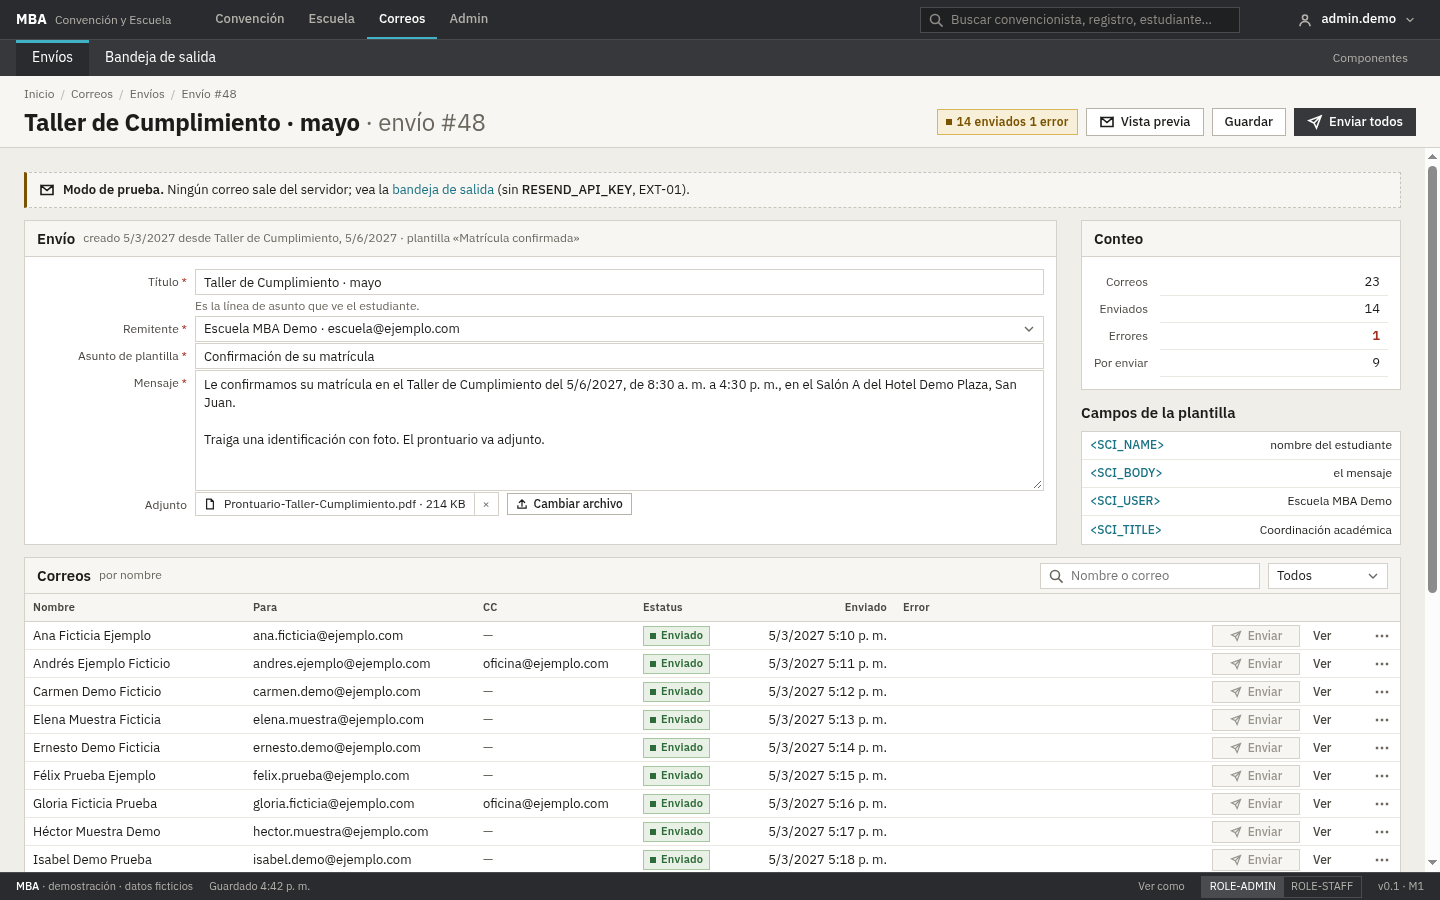 MBA Convención y Escuela Convención Escuela Correos Admin Buscar convencionista, registro, estudiante... admin.demo
Envíos Bandeja de salida Componentes
Inicio / Correos / Envíos / Envío #48
Taller de Cumplimiento · mayo · envío #48 14 enviados 1 error Vista previa Guardar Enviar todos
Modo de prueba. Ningún correo sale del servidor; vea la bandeja de salida (sin RESEND_API_KEY, EXT-01).
Envío creado 5/3/2027 desde Taller de Cumplimiento, 5/6/2027 · plantilla «Matrícula confirmada»
Título * Taller de Cumplimiento · mayo
Es la línea de asunto que ve el estudiante.
Remitente * Escuela MBA Demo · escuela@ejemplo.com
Asunto de plantilla * Confirmación de su matrícula
Mensaje * Le confirmamos su matrícula en el Taller de Cumplimiento del 5/6/2027, de 8:30 a. m. a 4:30 p. m., en el Salón A del Hotel Demo Plaza, San
Juan.
Traiga una identificación con foto. El prontuario va adjunto.
Adjunto Prontuario-Taller-Cumplimiento.pdf · 214 KB × Cambiar archivo
Conteo
Correos 23
Enviados 14
Errores 1
Por enviar 9
Campos de la plantilla
<SCI_NAME> nombre del estudiante
<SCI_BODY> el mensaje
<SCI_USER> Escuela MBA Demo
<SCI_TITLE> Coordinación académica
Correos por nombre Nombre o correo Todos
Nombre Para CC Estatus Enviado Error
Ana Ficticia Ejemplo ana.ficticia@ejemplo.com — Enviado 5/3/2027 5:10 p. m. Enviar Ver
Andrés Ejemplo Ficticio andres.ejemplo@ejemplo.com oficina@ejemplo.com Enviado 5/3/2027 5:11 p. m. Enviar Ver
Carmen Demo Ficticio carmen.demo@ejemplo.com — Enviado 5/3/2027 5:12 p. m. Enviar Ver
Elena Muestra Ficticia elena.muestra@ejemplo.com — Enviado 5/3/2027 5:13 p. m. Enviar Ver
Ernesto Demo Ficticia ernesto.demo@ejemplo.com — Enviado 5/3/2027 5:14 p. m. Enviar Ver
Félix Prueba Ejemplo felix.prueba@ejemplo.com — Enviado 5/3/2027 5:15 p. m. Enviar Ver
Gloria Ficticia Prueba gloria.ficticia@ejemplo.com oficina@ejemplo.com Enviado 5/3/2027 5:16 p. m. Enviar Ver
Héctor Muestra Demo hector.muestra@ejemplo.com — Enviado 5/3/2027 5:17 p. m. Enviar Ver
Isabel Demo Prueba isabel.demo@ejemplo.com — Enviado 5/3/2027 5:18 p. m. Enviar Ver
MBA · demostración · datos ficticios Guardado 4:42 p. m. Ver como ROLE-ADMIN ROLE-STAFF v0.1 · M1